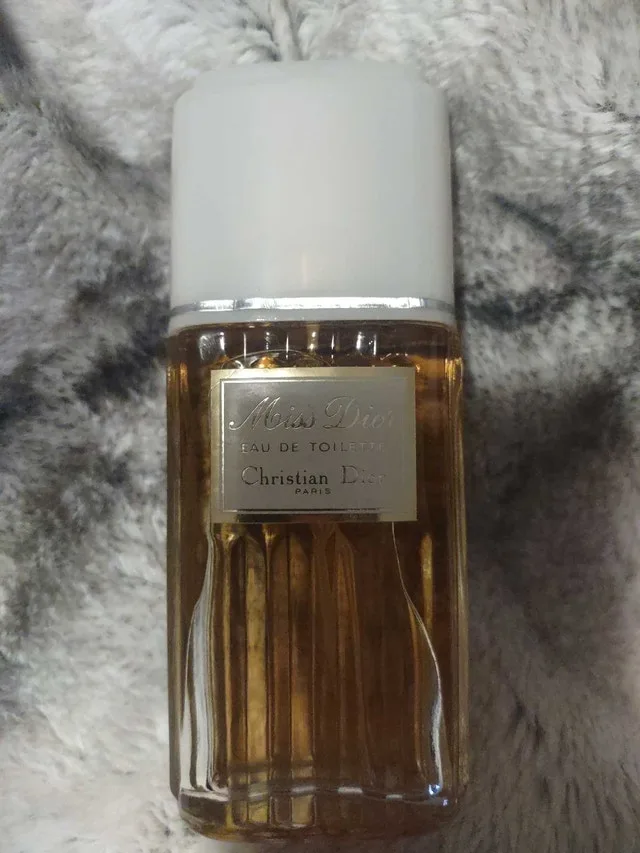 Miss Dior
EAU DE TOILETTE
Christian Dior
PARIS